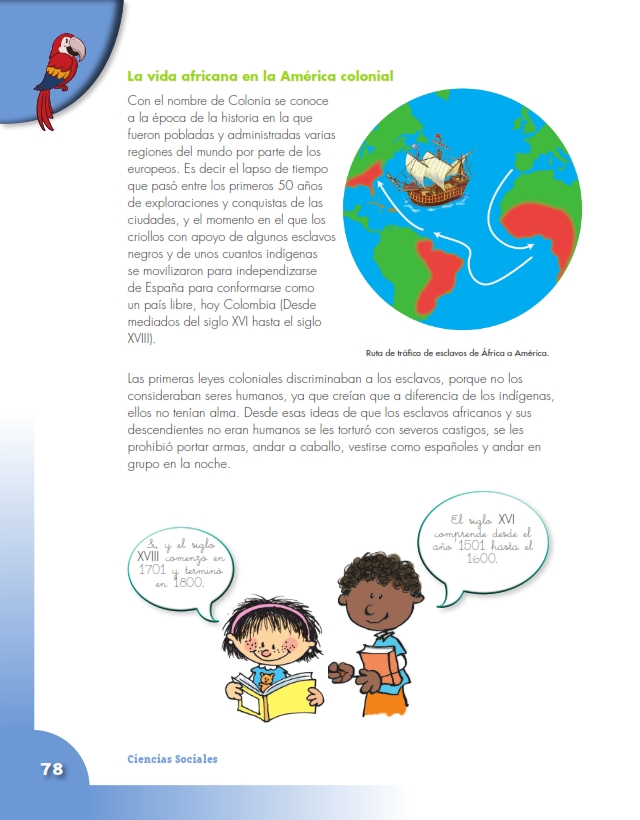 La vida africana en la América colonial
Con el nombre de Colonia se conoce
a la época de la historia en la que
fueron pobladas y administradas varias
regiones del mundo por parte de los
europeos. Es decir el lapso de tiempo
que pasó entre los primeros 50 años
de exploraciones y conquistas de las
ciudades, y el momento en el que los
criollos con apoyo de algunos esclavos
negros y de unos cuantos indígenas
se movilizaron para independizarse
de España para conformarse como
un país libre, hoy Colombia (Desde
mediados del siglo XVI hasta el siglo
XVIII).
Ruta de tráfico de esclavos de África a América.
Las primeras leyes coloniales discriminaban a los esclavos, porque no los
consideraban seres humanos, ya que creían que a diferencia de los indígenas,
ellos no tenían alma. Desde esas ideas de que los esclavos africanos y sus
descendientes no eran humanos se les torturó con severos castigos, se les
prohibió portar armas, andar a caballo, vestirse como españoles y andar en
grupo en la noche.
El siglo XVI
comprende desde el
año 1501 hasta el
1600.
Si, y el siglo
XVIII comenzó en
1701 y terminó
en 1800.
Ciencias Sociales
78